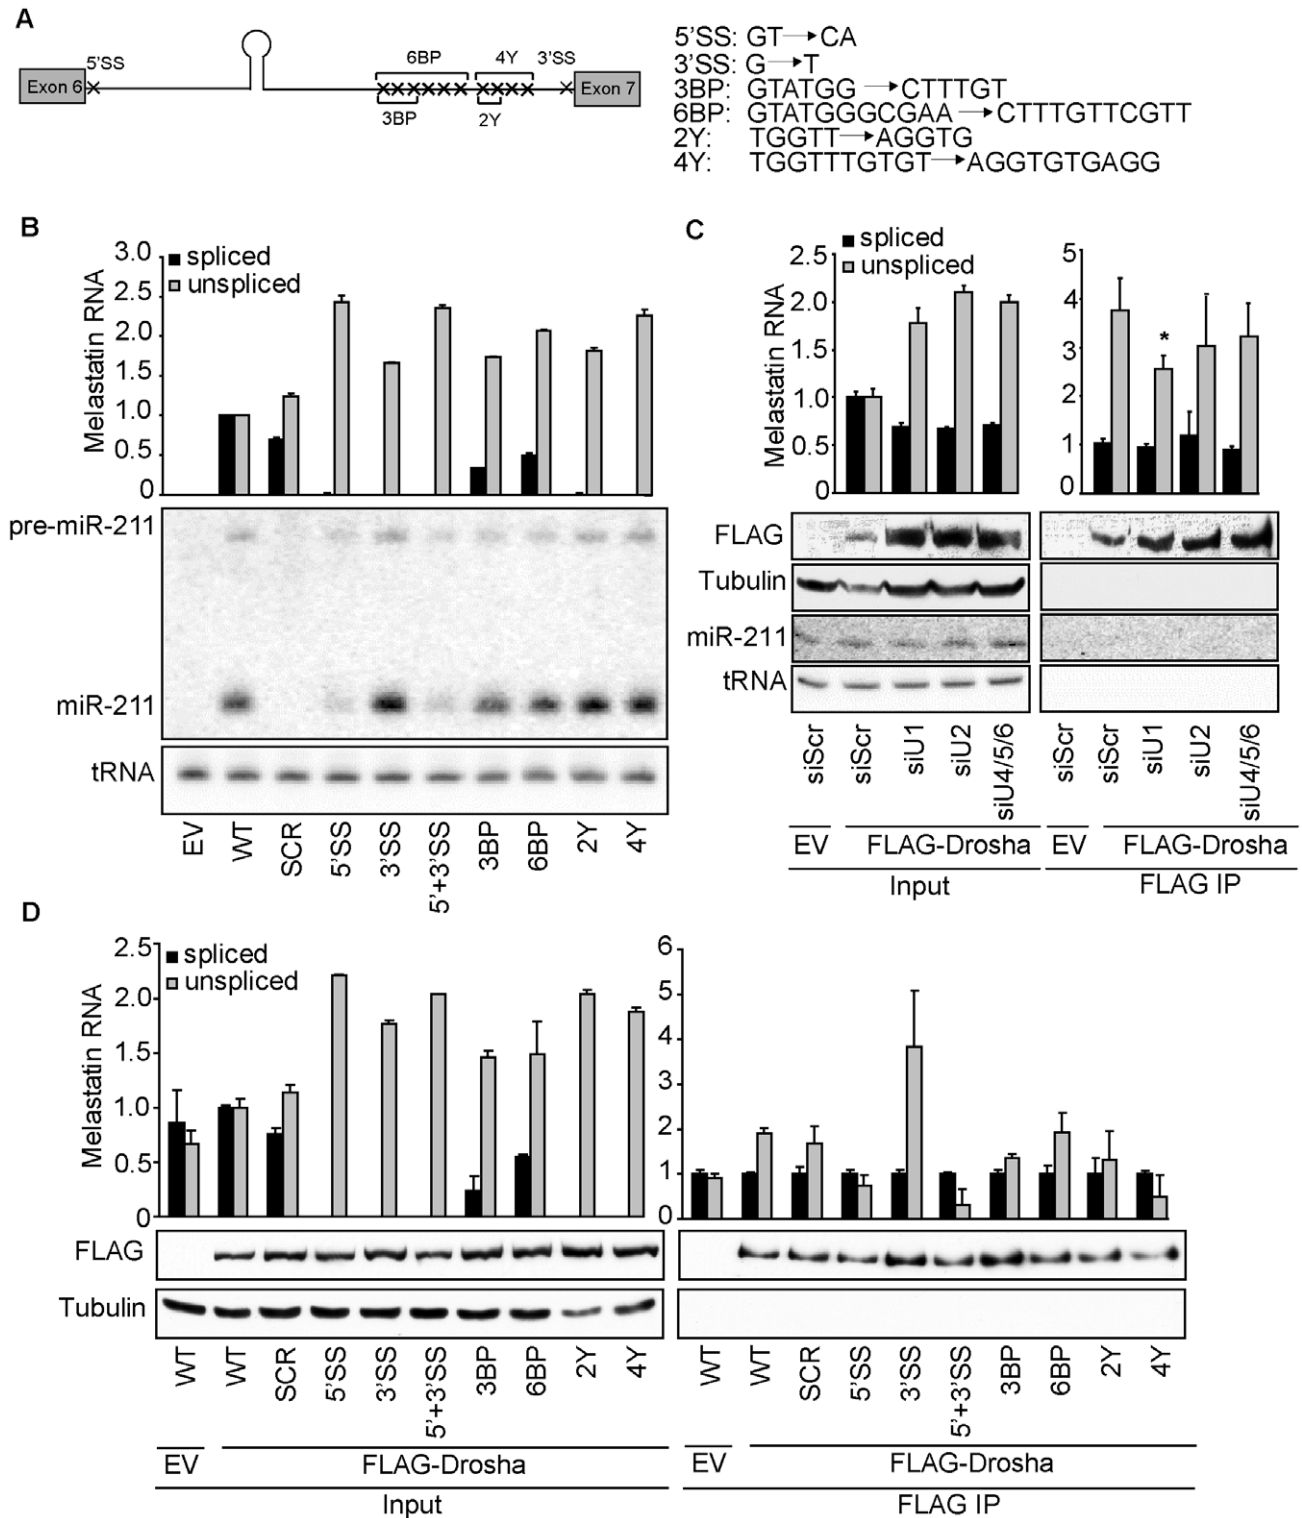 A
5'SS
6BP
4Y
3'SS
Exon 6
Exon 7
3BP
2Y
5'SS: GT→CA
3'SS: G→T
3BP: GTATGG→CTTTGT
6BP: GTATGGGCGAA→CTTTGTTCGTT
2Y: TGGTT→AGGTG
4Y: TGGTTTGTGT→AGGTGTGAGG
B
Melastatin RNA
3.0
2.5
2.0
1.5
1.0
0.5
0
spliced
unspliced
pre-miR-211
miR-211
tRNA
EV
WT
SCR
5'SS
3'SS
5'+3'SS
3BP
6BP
2Y
4Y
C
Melastatin RNA
2.5
2.0
1.5
1.0
0.5
0
spliced
unspliced
5
4
3
2
1
0
*
FLAG
Tubulin
miR-211
tRNA
siScr
siScr
siU1
siU2
siU4/5/6
siScr
siScr
siU1
siU2
siU4/5/6
EV
FLAG-Drosha
EV
FLAG-Drosha
Input
FLAG IP
D
Melastatin RNA
2.5
2.0
1.5
1.0
0.5
0
spliced
unspliced
6
5
4
3
2
1
0
FLAG
Tubulin
WT
WT
SCR
5'SS
3'SS
5'+3'SS
3BP
6BP
2Y
4Y
WT
WT
SCR
5'SS
3'SS
5'+3'SS
3BP
6BP
2Y
4Y
EV
FLAG-Drosha
EV
FLAG-Drosha
Input
FLAG IP